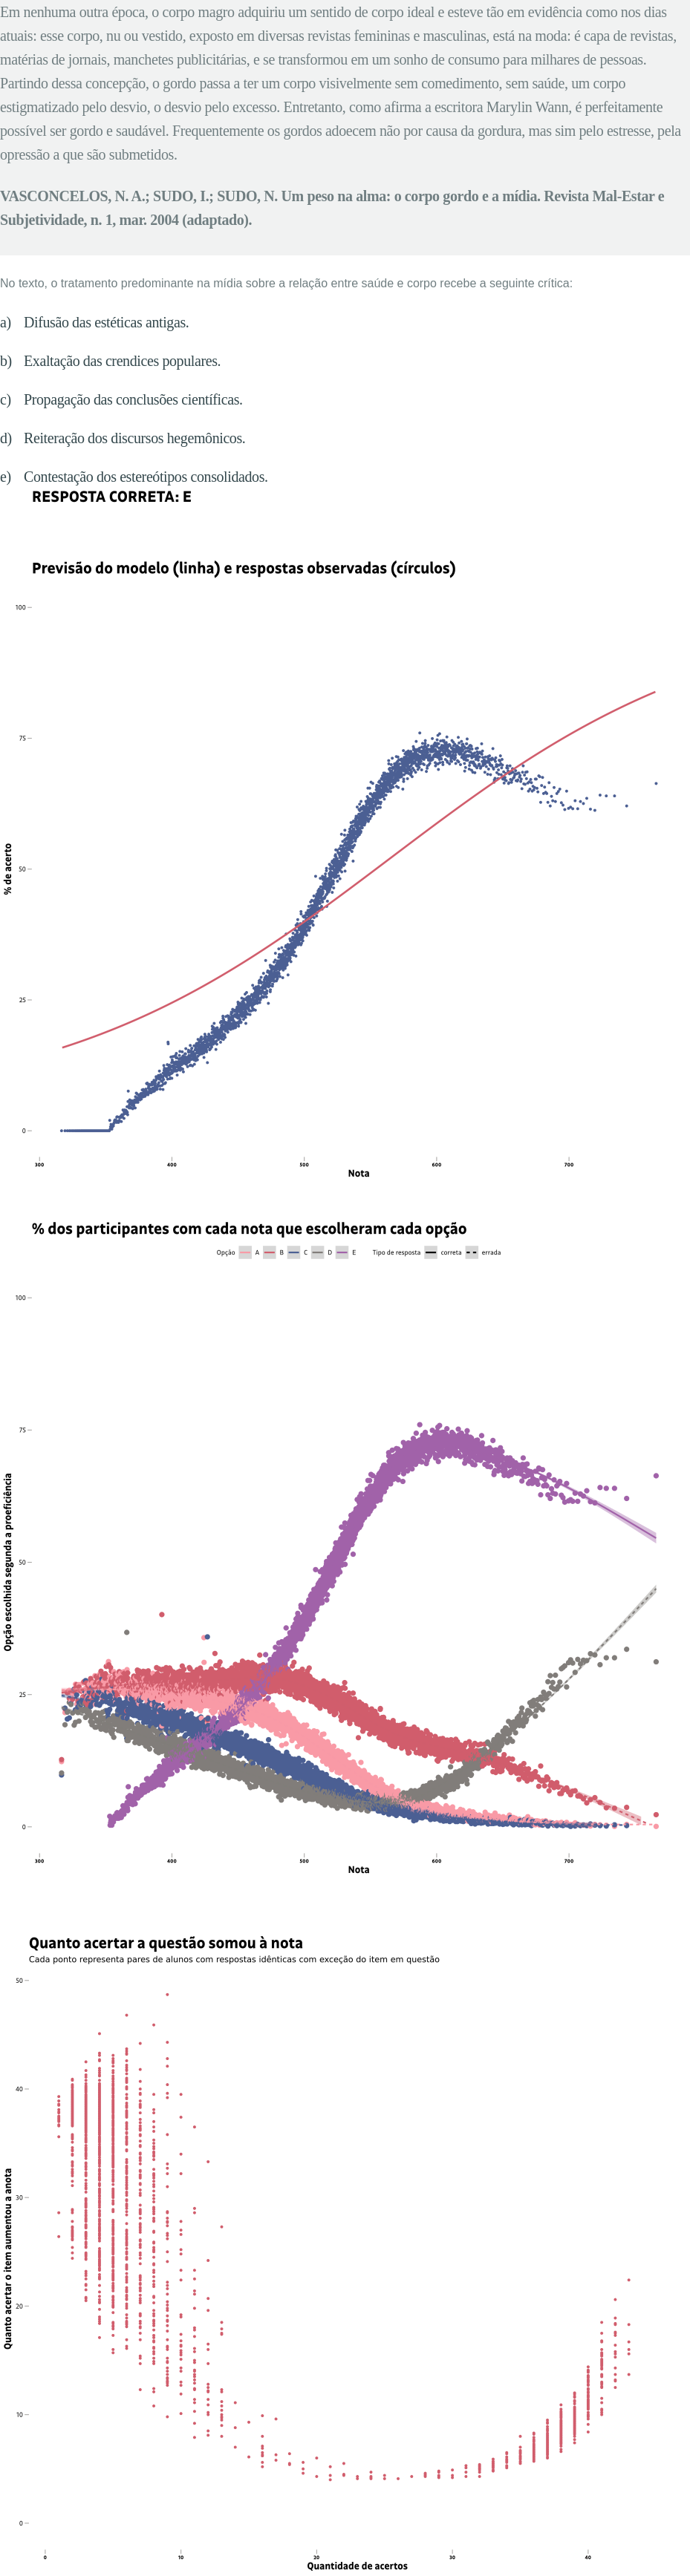 Em nenhuma outra época, o corpo magro adquiriu um sentido de corpo ideal e esteve tão em evidência como nos dias
atuais: esse corpo, nu ou vestido, exposto em diversas revistas femininas e masculinas, está na moda: é capa de revistas,
matérias de jornais, manchetes publicitárias, e se transformou em um sonho de consumo para milhares de pessoas.
Partindo dessa concepção, o gordo passa a ter um corpo visivelmente sem comedimento, sem saúde, um corpo
estigmatizado pelo desvio, o desvio pelo excesso. Entretanto, como afirma a escritora Marylin Wann, é perfeitamente
possível ser gordo e saudável. Frequentemente os gordos adoecem não por causa da gordura, mas sim pelo estresse, pela
opressão a que são submetidos.
VASCONCELOS, N. A.; SUDO, I.; SUDO, N. Um peso na alma: o corpo gordo e a mídia. Revista Mal-Estar e
Subjetividade, n. 1, mar. 2004 (adaptado).
No texto, o tratamento predominante na mídia sobre a relação entre saúde e corpo recebe a seguinte crítica:
a) Difusão das estéticas antigas.
b) Exaltação das crendices populares.
c) Propagação das conclusões científicas.
d) Reiteração dos discursos hegemônicos.
e) Contestação dos estereótipos consolidados.
RESPOSTA CORRETA: E
Previsão do modelo (linha) e respostas observadas (círculos)
100
75
% de acerto
50
25
0
300 400 500 600 700
Nota
% dos participantes com cada nota que escolheram cada opção
Opção A B C D E Tipo de resposta correta errada
100
75
Opção escolhida segunda a proeficiência
50
25
0
300 400 500 600 700
Nota
Quanto acertar a questão somou à nota
Cada ponto representa pares de alunos com respostas idênticas com exceção do item em questão
50
40
Quanto acertar o item aumentou a anota
30
20
10
0
0 10 20 30 40
Quantidade de acertos